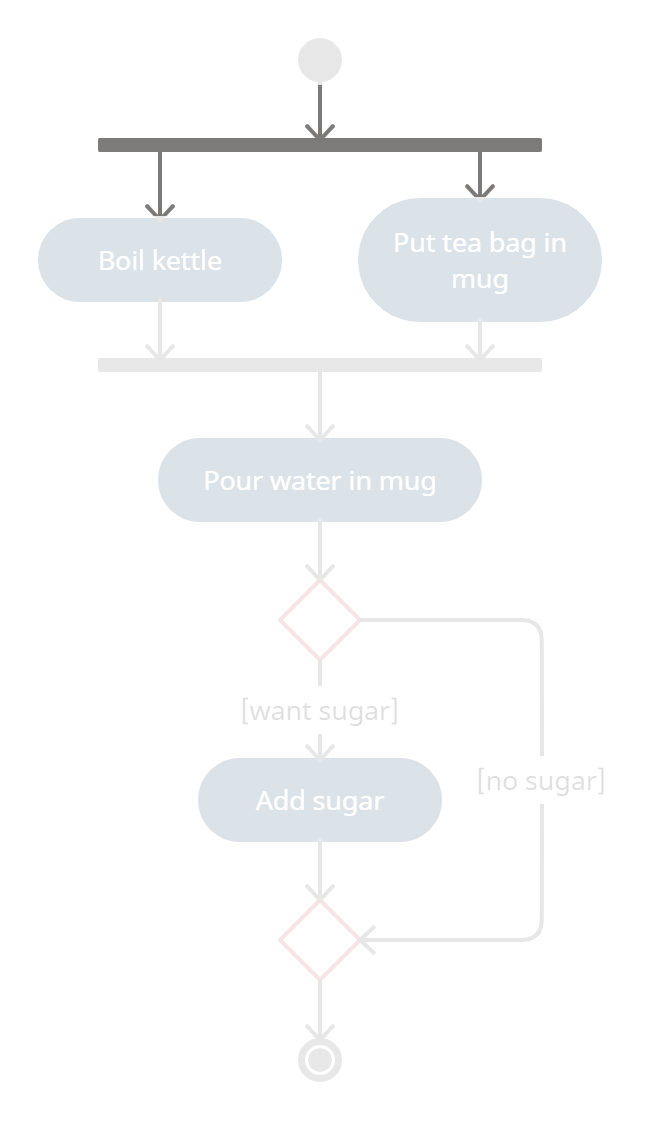 Boil kettle
Put tea bag in
mug
Pour water in mug
[want sugar]
[no sugar]
Add sugar